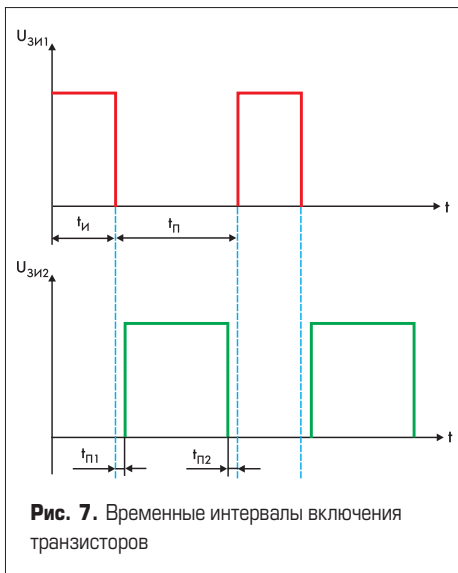 UЗИ1
t
tИ
tП
UЗИ2
t
tП1
tП2
Рис. 7. Временные интервалы включения
транзисторов